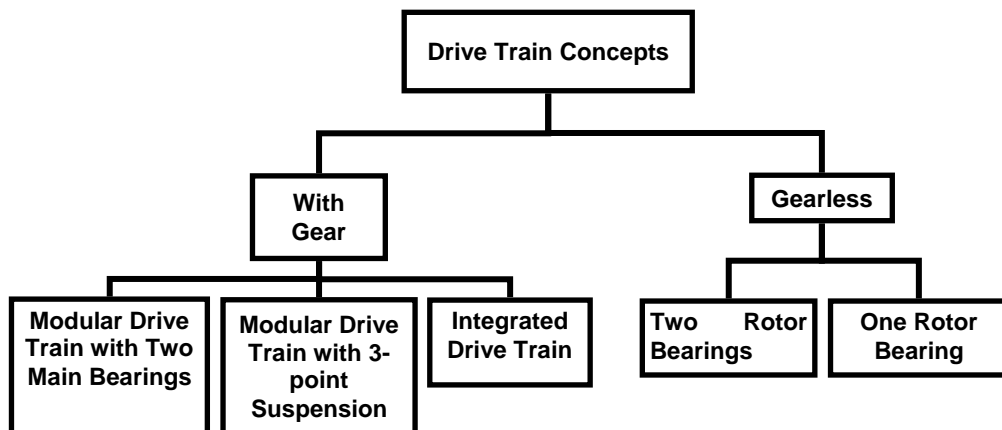 Drive Train Concepts
With
Gear
Gearless
Modular Drive
Train with Two
Main Bearings
Modular Drive
Train with 3-
point
Suspension
Integrated
Drive Train
Two Rotor
Bearings
One Rotor
Bearing